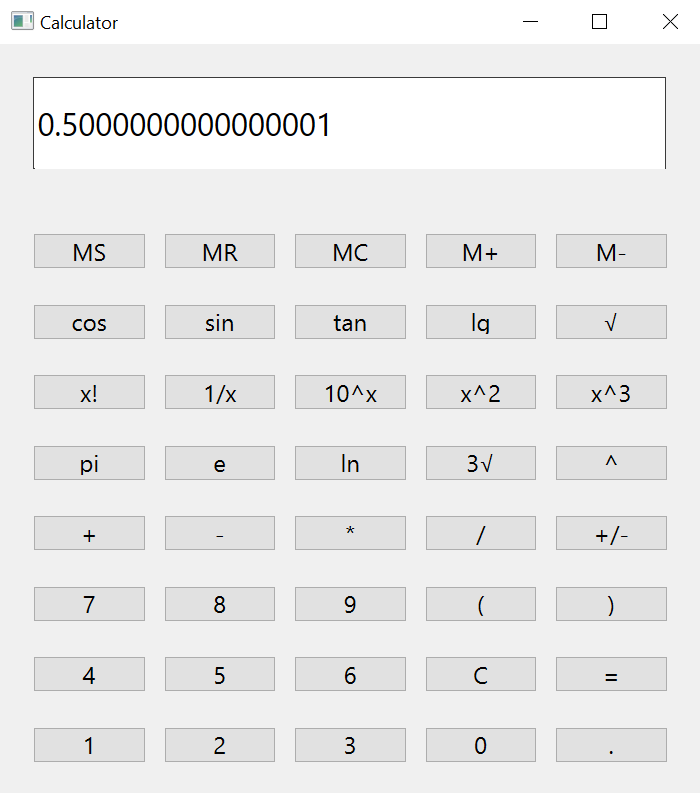 Calculator
0.5000000000000001
MS MR MC M+ M-
cos sin tan lg √
x! 1/x 10^x x^2 x^3
pi e ln 3√ ^
+ - * / +/-
7 8 9 ( )
4 5 6 C =
1 2 3 0 .